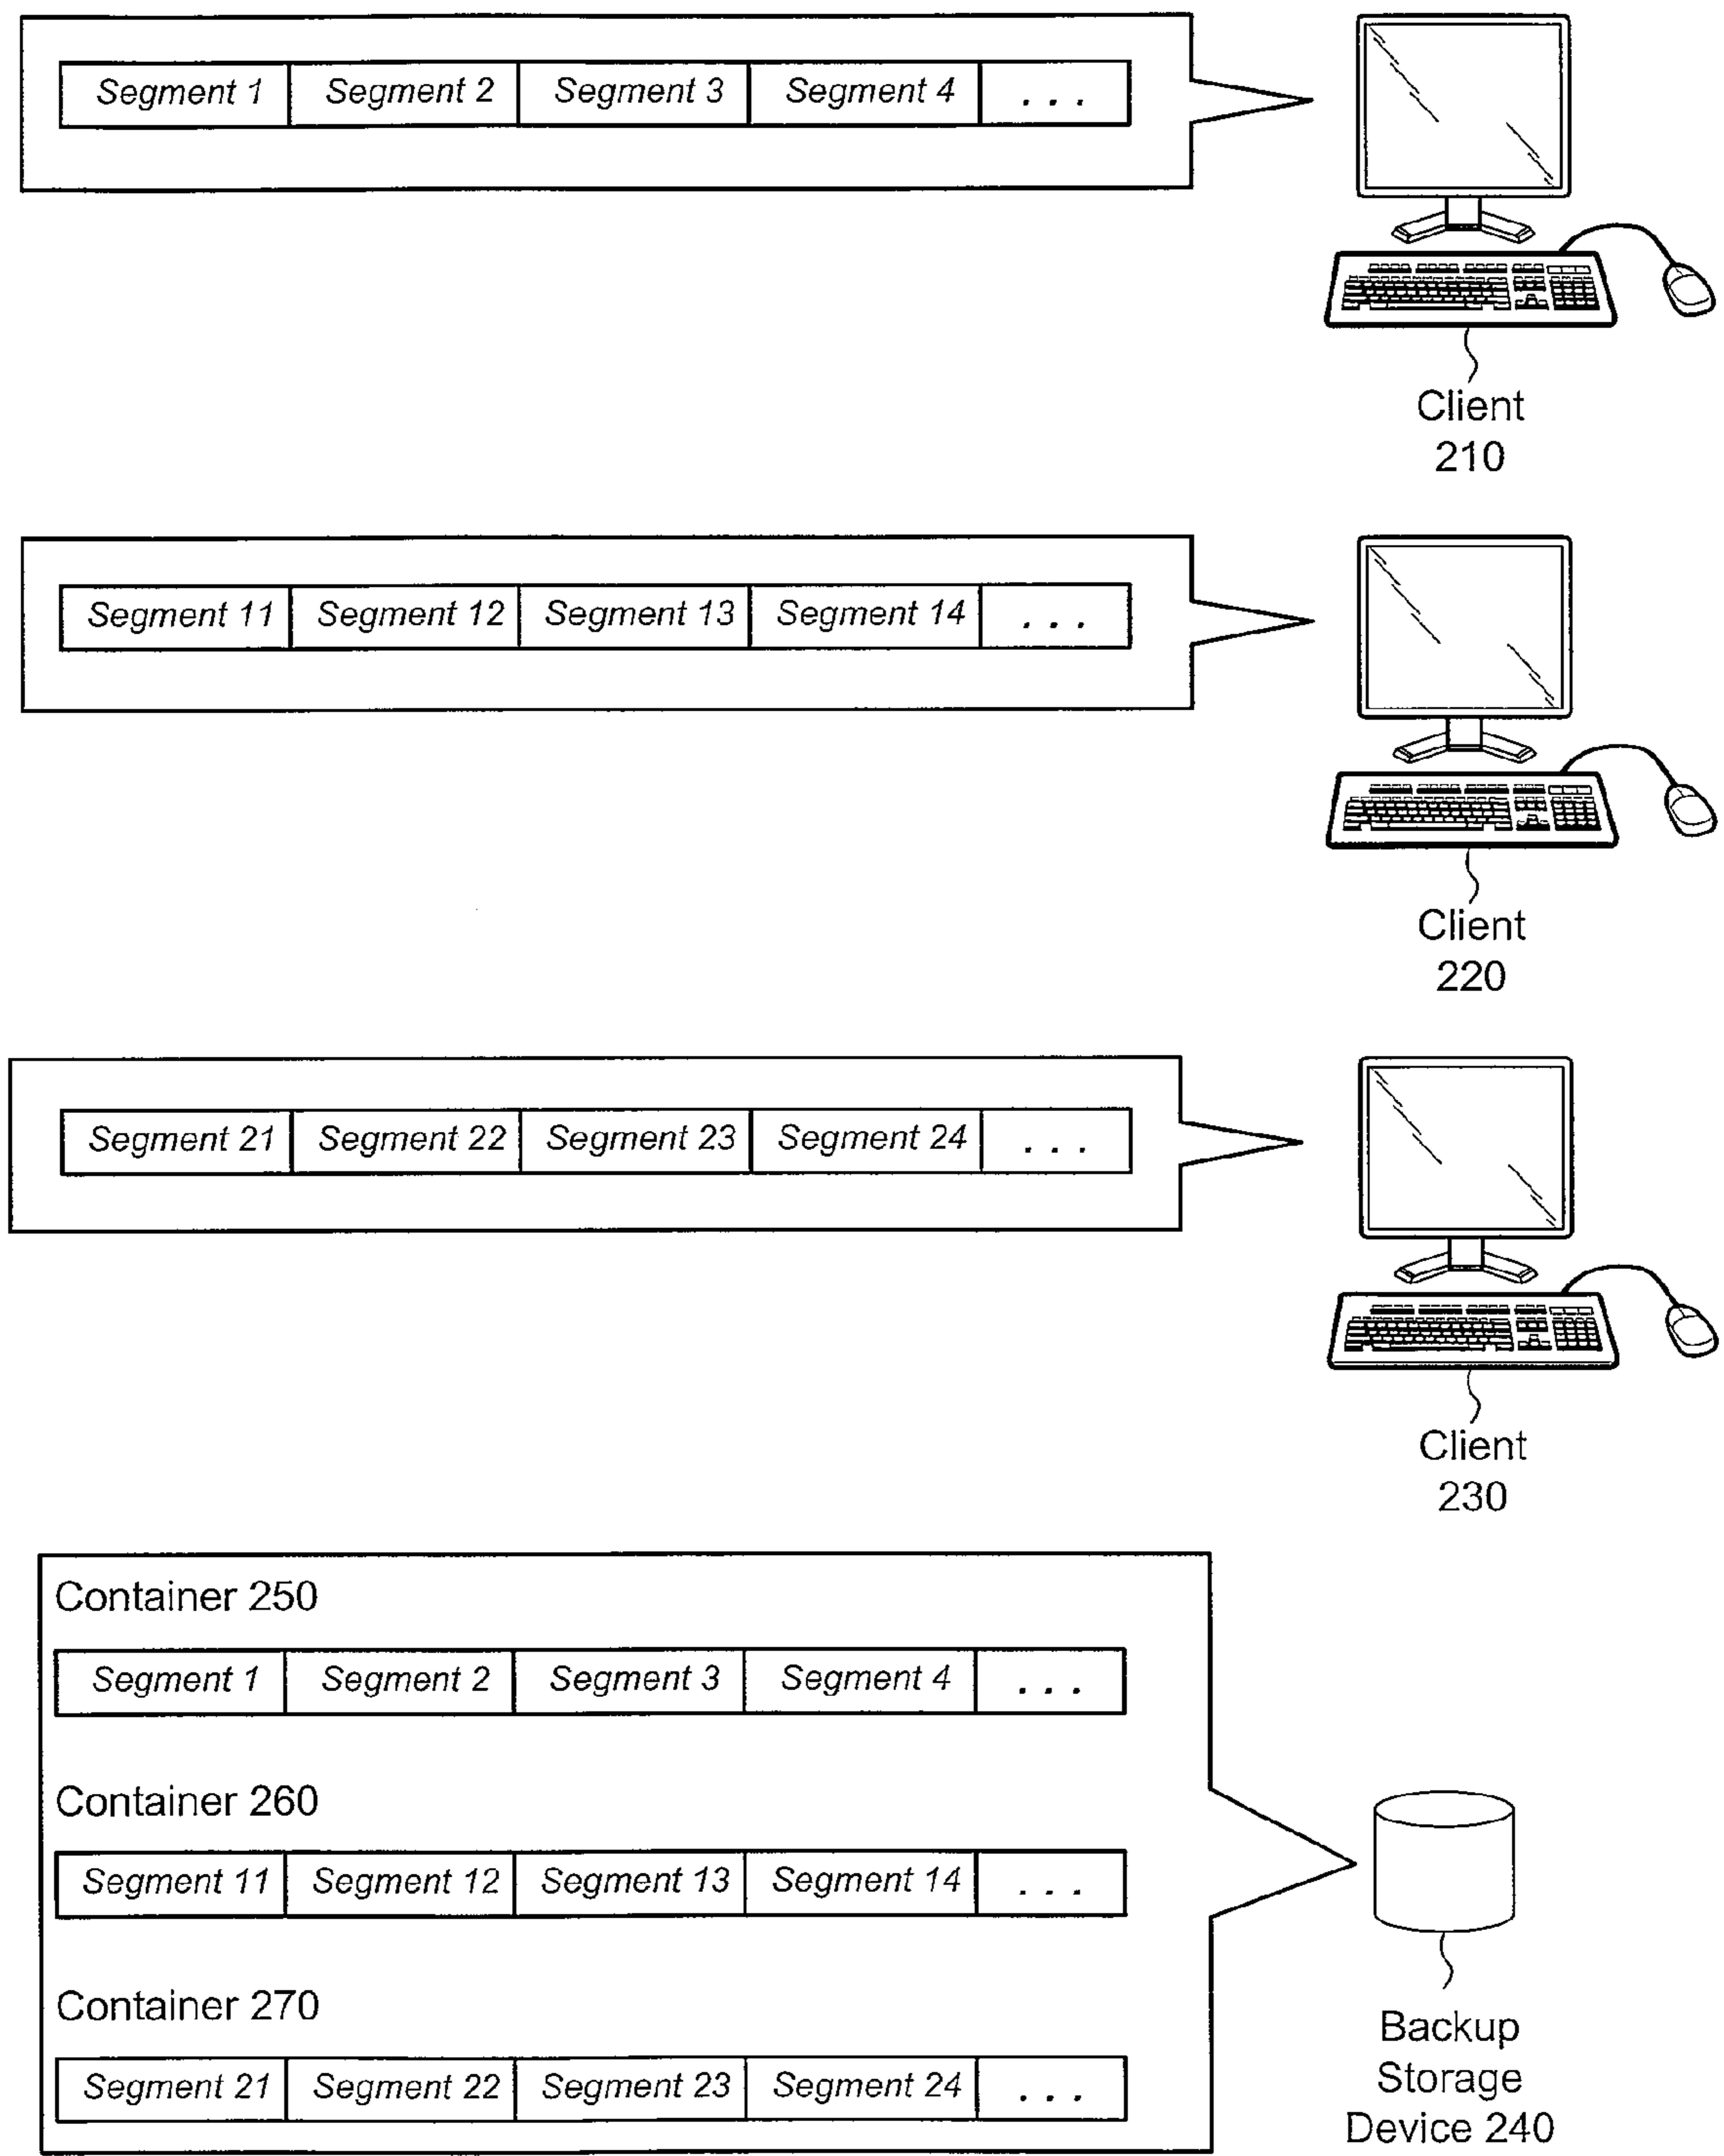 Segment 1 Segment 2 Segment 3 Segment 4 . . .
Client
210
Segment 11 Segment 12 Segment 13 Segment 14 . . .
Client
220
Segment 21 Segment 22 Segment 23 Segment 24 . . .
Client
230
Container 250
Segment 1 Segment 2 Segment 3 Segment 4 . . .
Container 260
Segment 11 Segment 12 Segment 13 Segment 14 . . .
Container 270
Segment 21 Segment 22 Segment 23 Segment 24 . . .
Backup
Storage
Device 240